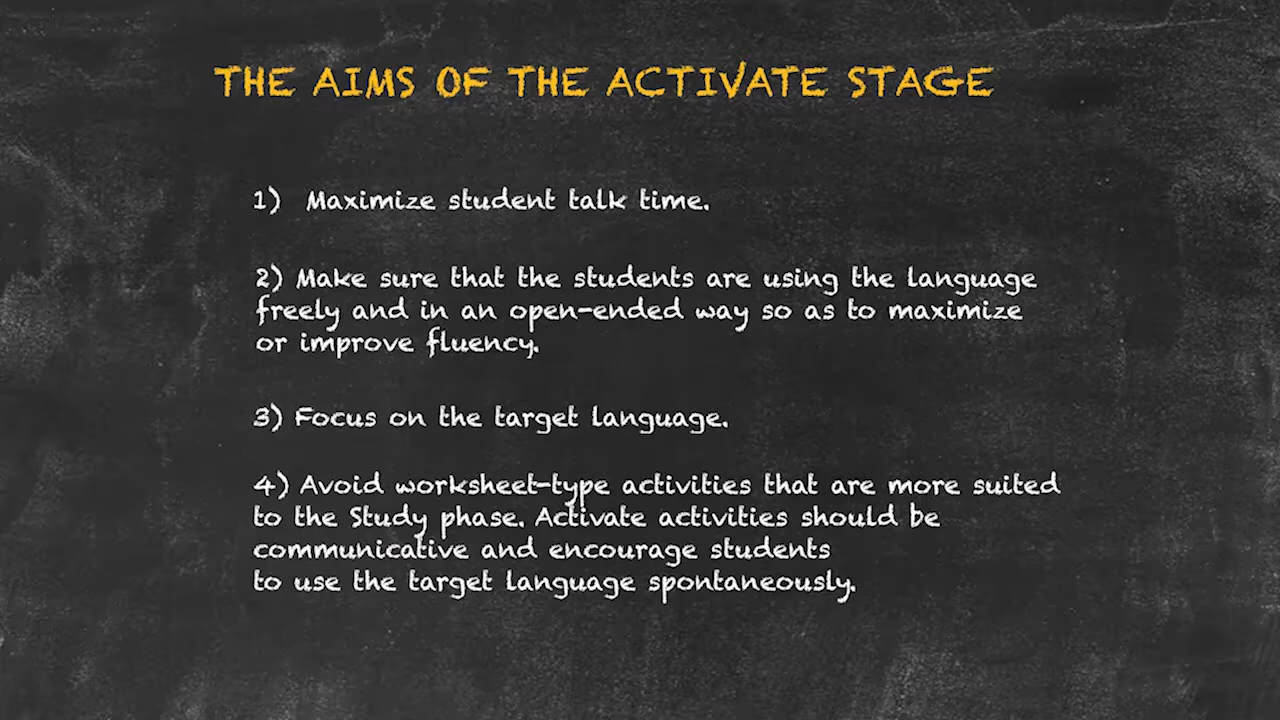 THE AIMS OF THE ACTIVATE STAGE
1) Maximize student talk time.
2) Make sure that the students are using the language
freely and in an open-ended way so as to maximize
or improve fluency.
3) Focus on the target language.
4) Avoid worksheet-type activities that are more suited
to the Study phase. Activate activities should be
communicative and encourage students
to use the target language spontaneously.